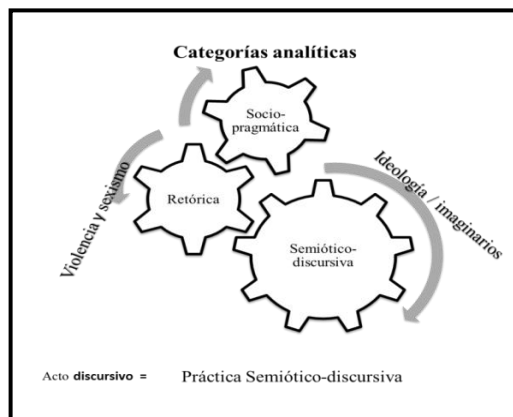 Categorías analíticas
Socio-
pragmática
Retórica
Semiótico-
discursiva
Violencia y sexismo
Ideología / imaginarios
Acto discursivo = Práctica Semiótico-discursiva